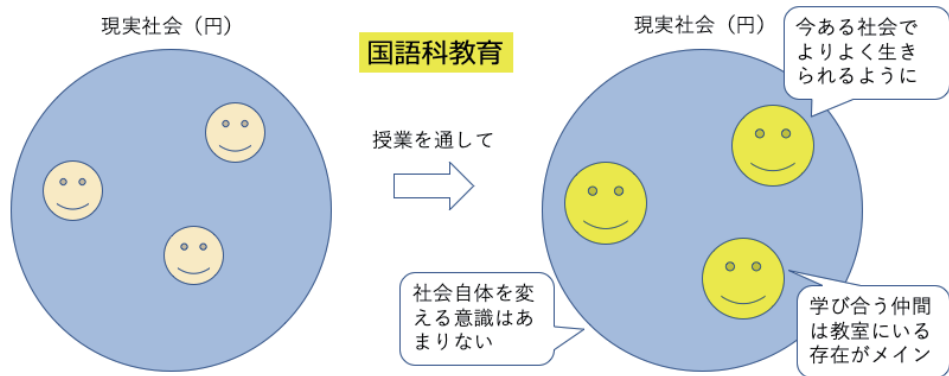 現実社会（円）
国語科教育
授業を通して
現実社会（円）
今ある社会で
よりよく生き
られるように
社会自体を変
える意識はあ
まりない
学び合う仲間
は教室にいる
存在がメイン